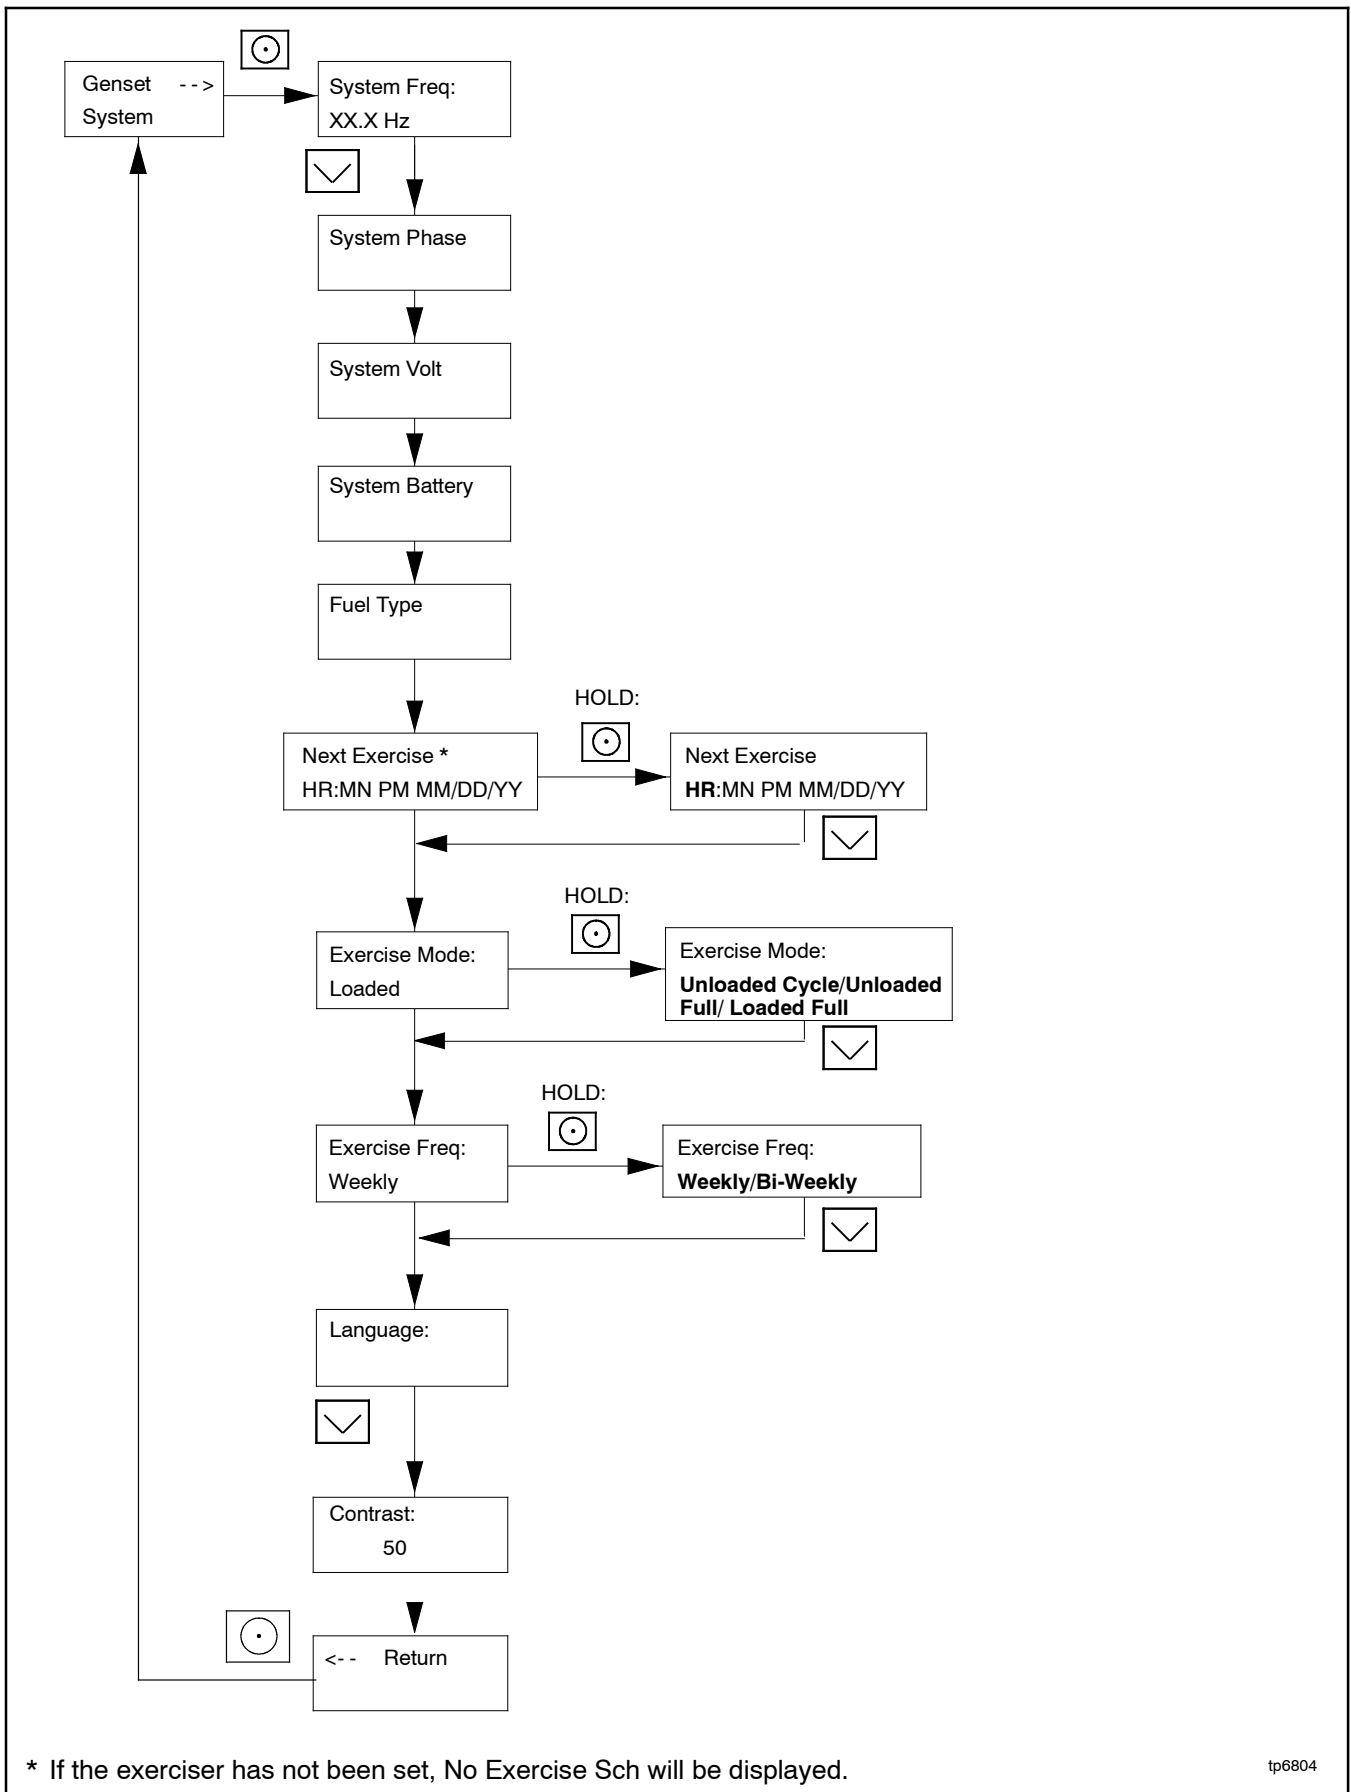 Genset - ->
System
System Freq:
XX.X Hz
System Phase
System Volt
System Battery
Fuel Type
HOLD:
Next Exercise *
HR:MN PM MM/DD/YY
Next Exercise
HR:MN PM MM/DD/YY
HOLD:
Exercise Mode:
Loaded
Exercise Mode:
Unloaded Cycle/Unloaded
Full/ Loaded Full
HOLD:
Exercise Freq:
Weekly
Exercise Freq:
Weekly/Bi-Weekly
Language:
Contrast:
50
<- - Return
* If the exerciser has not been set, No Exercise Sch will be displayed.
tp6804